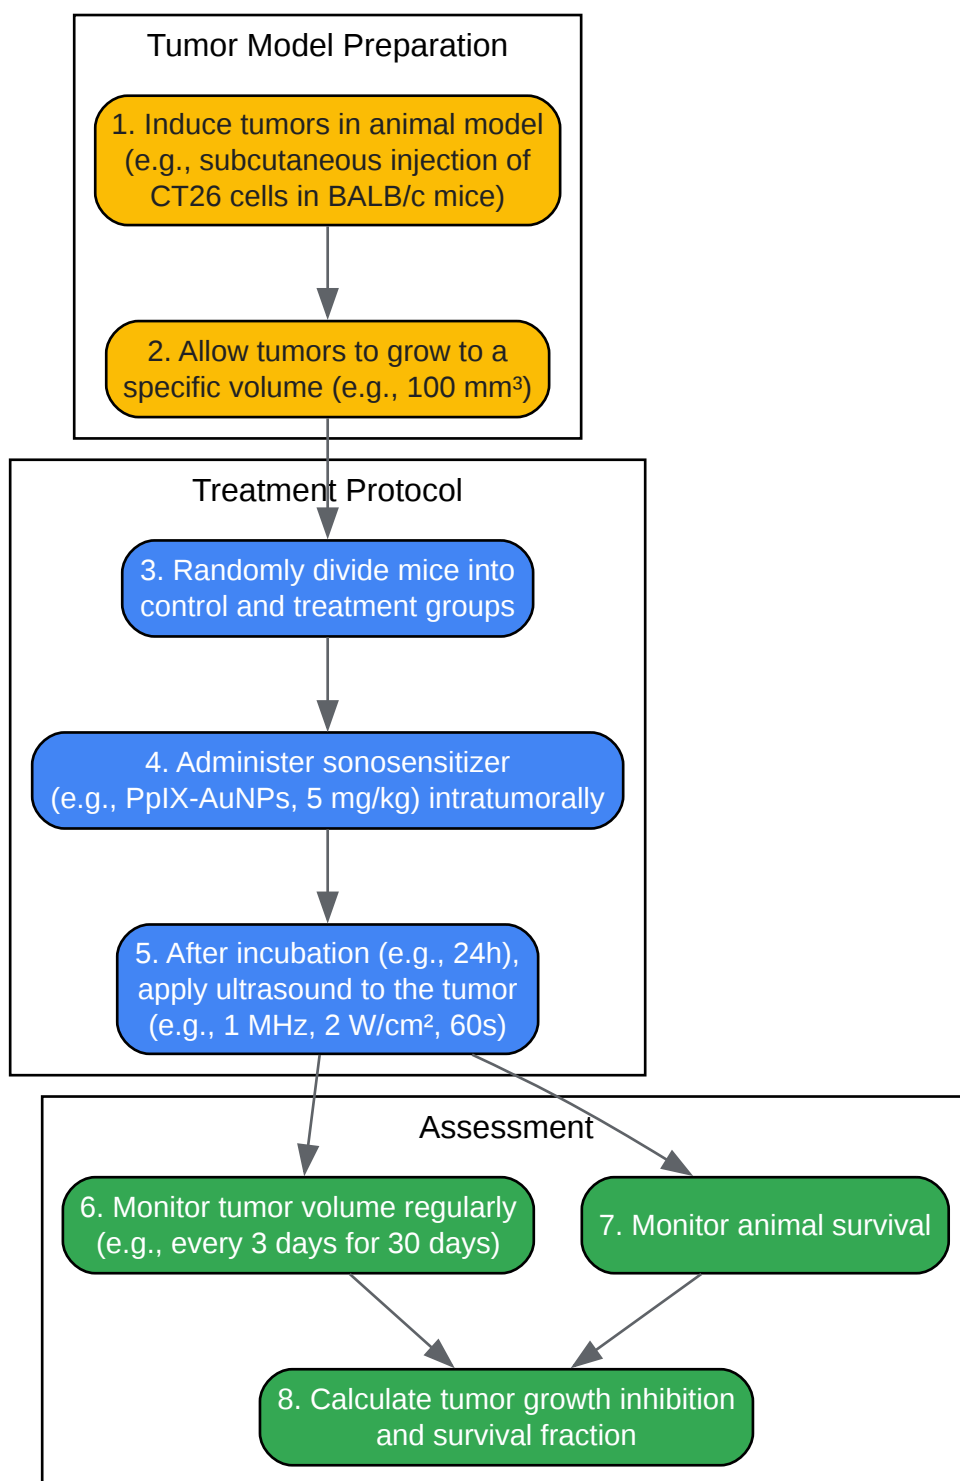 Tumor Model Preparation
1. Induce tumors in animal model
(e.g., subcutaneous injection of
CT26 cells in BALB/c mice)
2. Allow tumors to grow to a
specific volume (e.g., 100 mm³)
Treatment Protocol
3. Randomly divide mice into
control and treatment groups
4. Administer sonosensitizer
(e.g., PpIX-AuNPs, 5 mg/kg) intratumorally
5. After incubation (e.g., 24h),
apply ultrasound to the tumor
(e.g., 1 MHz, 2 W/cm², 60s)
Assessment
6. Monitor tumor volume regularly
(e.g., every 3 days for 30 days)
7. Monitor animal survival
8. Calculate tumor growth inhibition
and survival fraction